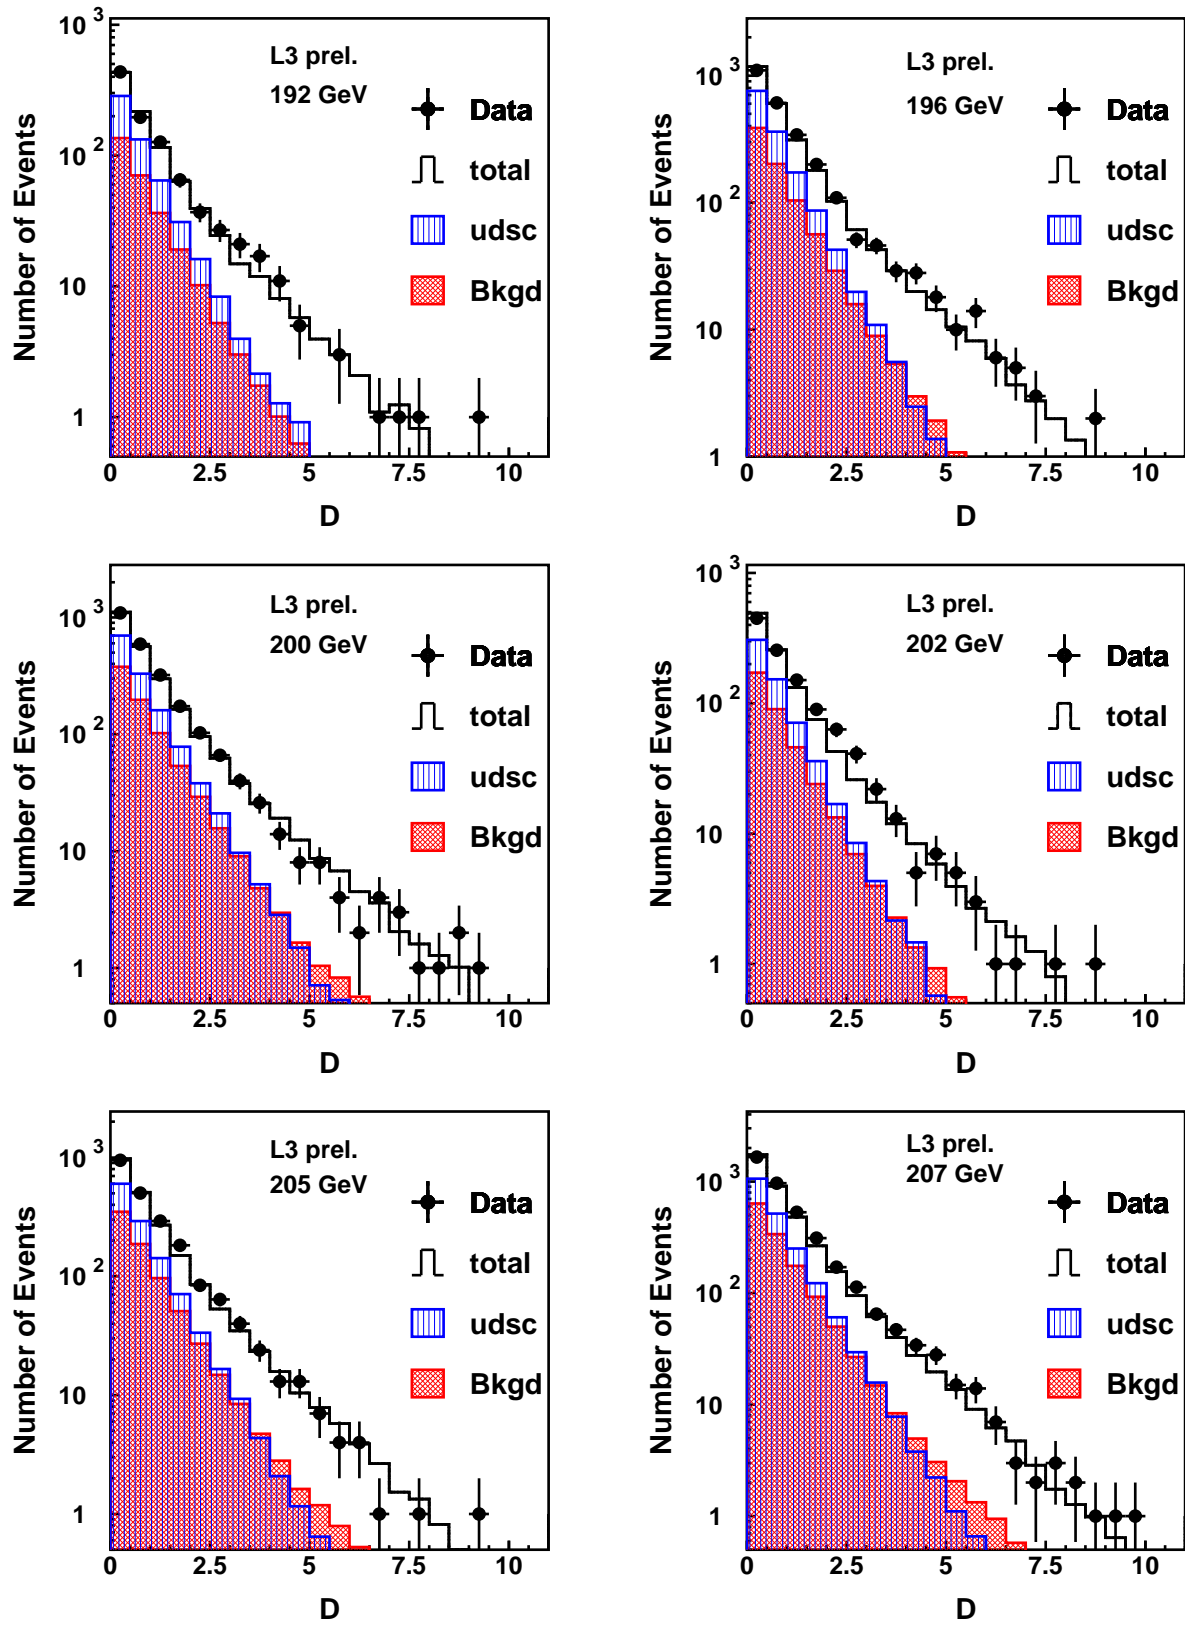 L3 prel.
192 GeV
Data
total
udsc
Bkgd
Number of Events
10 3
10 2
10
1
0 2.5 5 7.5 10
D
L3 prel.
196 GeV
Data
total
udsc
Bkgd
Number of Events
10 3
10 2
10
1
0 2.5 5 7.5 10
D
L3 prel.
200 GeV
Data
total
udsc
Bkgd
Number of Events
10 3
10 2
10
1
0 2.5 5 7.5 10
D
L3 prel.
202 GeV
Data
total
udsc
Bkgd
Number of Events
10 3
10 2
10
1
0 2.5 5 7.5 10
D
L3 prel.
205 GeV
Data
total
udsc
Bkgd
Number of Events
10 3
10 2
10
1
0 2.5 5 7.5 10
D
L3 prel.
207 GeV
Data
total
udsc
Bkgd
Number of Events
10 3
10 2
10
1
0 2.5 5 7.5 10
D